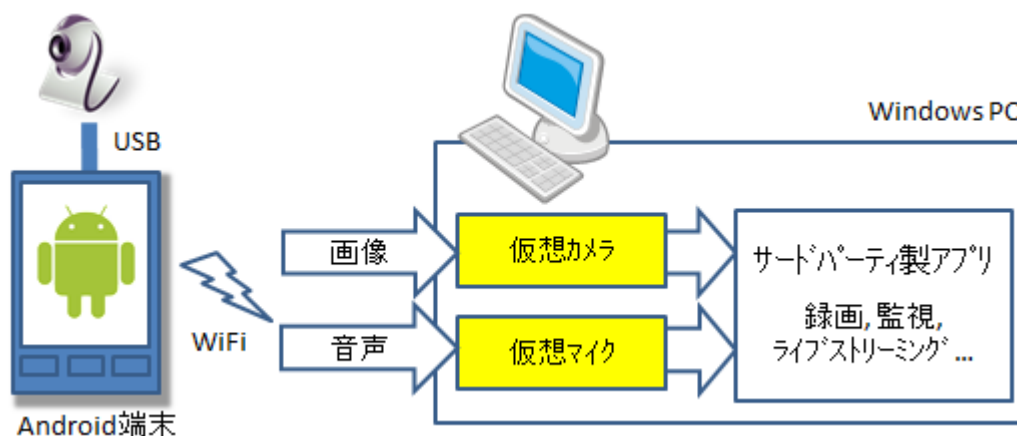 Windows PC
USB
画像
仮想カメラ
サードパーティ製アプリ
録画, 監視,
ライブストリーミング...
WiFi
音声
仮想マイク
Android端末